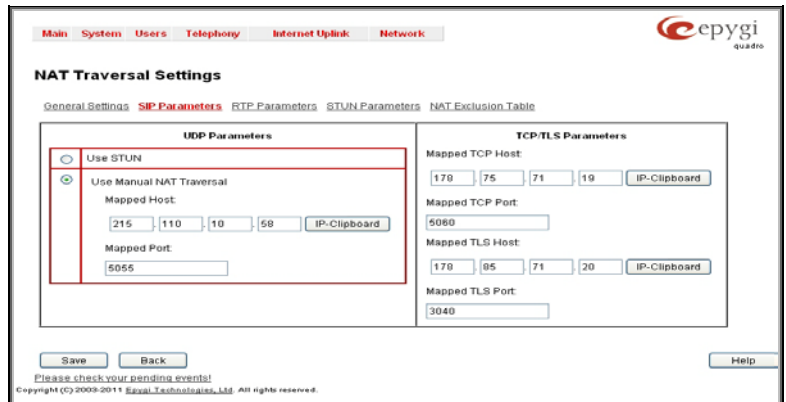 Main System Users Telephony Internet Uplink Network
epygi
quadro
NAT Traversal Settings
General Settings SIP Parameters RTP Parameters STUN Parameters NAT Exclusion Table
UDP Parameters
Use STUN
Use Manual NAT Traversal
Mapped Host:
215 . 110 . 10 . 58 IP-Clipboard
Mapped Port:
5055
TCP/TLS Parameters
Mapped TCP Host:
178 . 75 . 71 . 19 IP-Clipboard
Mapped TCP Port:
5060
Mapped TLS Host:
178 . 85 . 71 . 20 IP-Clipboard
Mapped TLS Port:
3040
Save Back Help
Please check your pending events!
Copyright (C) 2003-2011 Epygi Technologies, Ltd. All rights reserved.